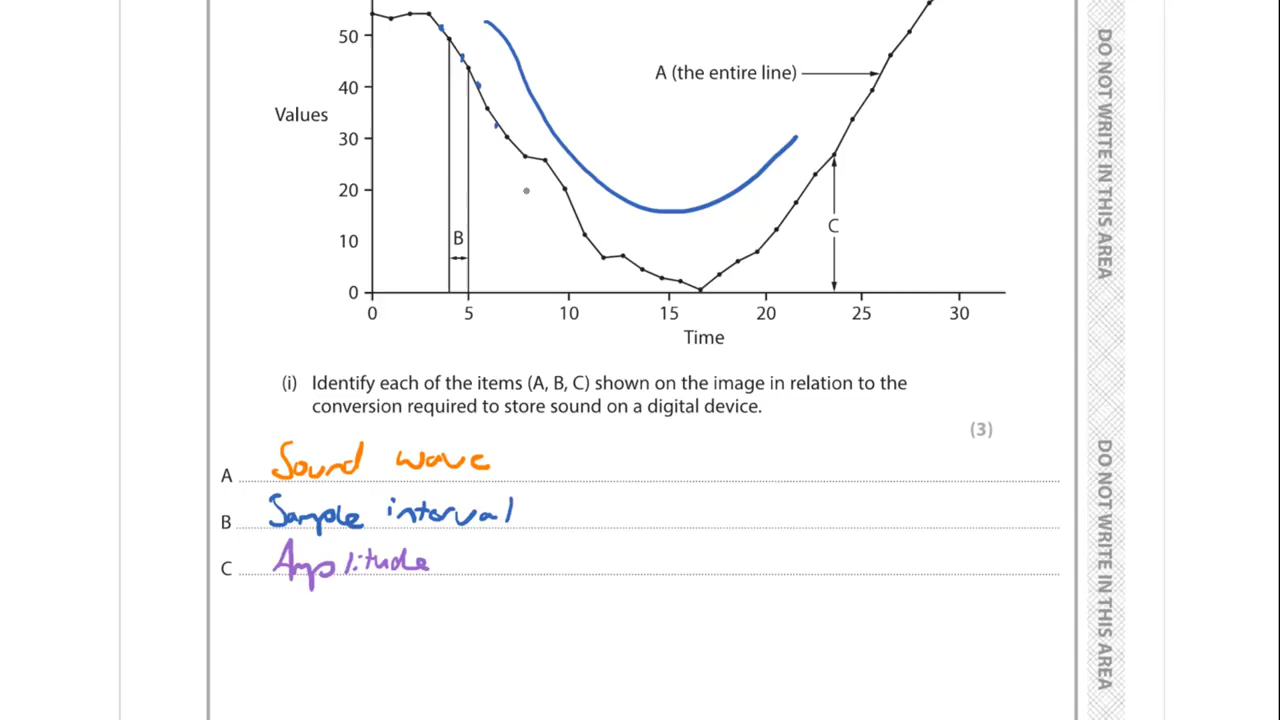 50
40
Values
30
20
10
0
A (the entire line)
B
C
0 5 10 15 20 25 30
Time
(i) Identify each of the items (A, B, C) shown on the image in relation to the
conversion required to store sound on a digital device.
(3)
A Sound wave
B Sample interval
C Amplitude
DO NOT WRITE IN THIS AREA
DO NOT WRITE IN THIS AREA